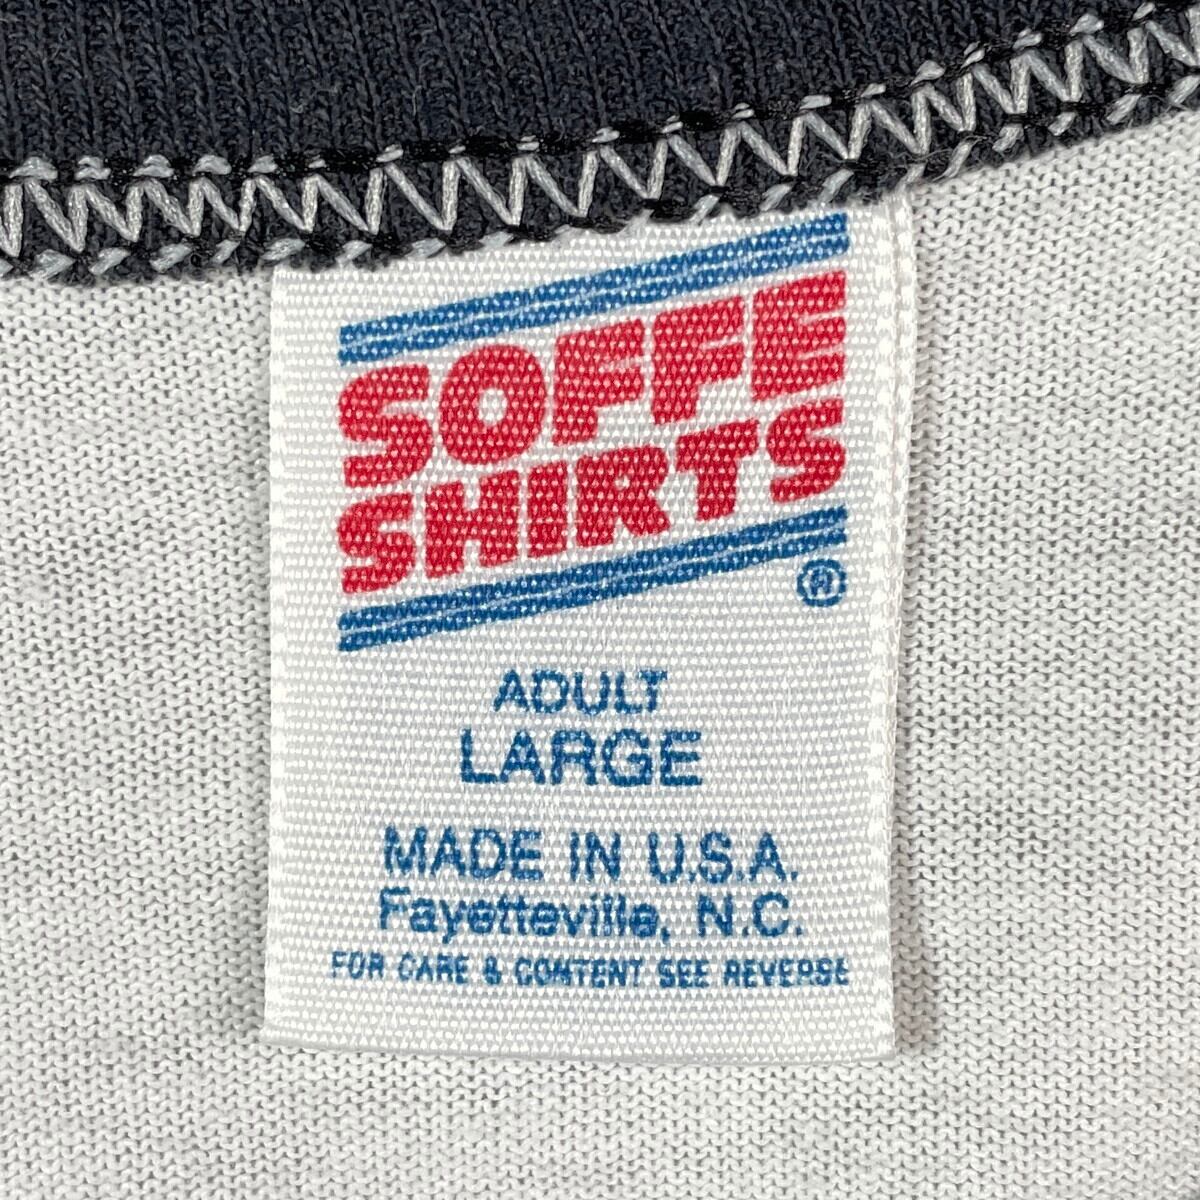 SOFFE
SHIRTS
®
ADULT
LARGE
MADE IN U.S.A.
Fayetteville, N.C.
FOR CARE & CONTENT SEE REVERSE